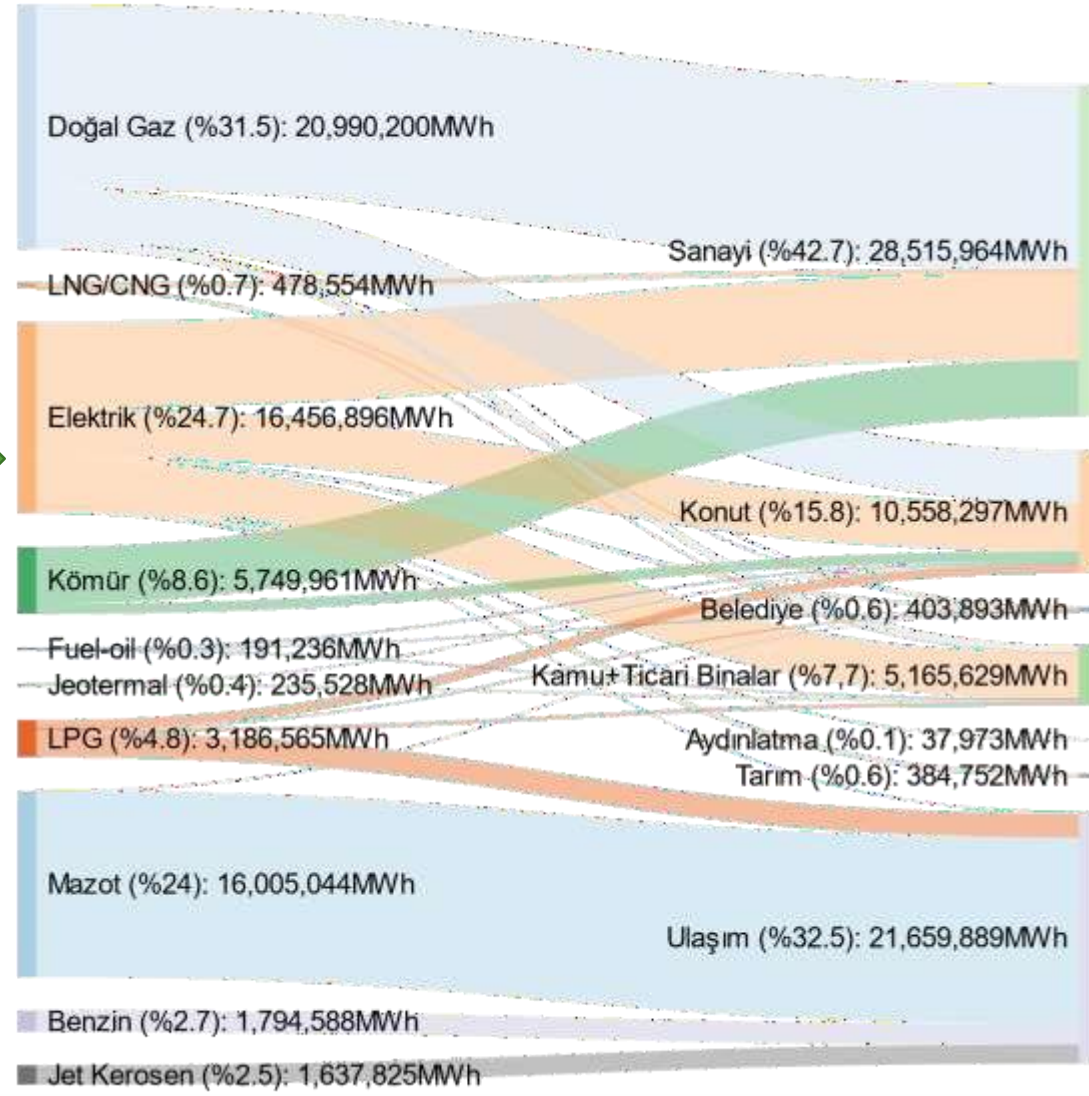 Doğal Gaz (%31.5): 20,990,200MWh
LNG/CNG (%0.7): 478,554MWh
Elektrik (%24.7): 16,456,896MWh
Kömür (%8.6): 5,749,961MWh
Fuel-oil (%0.3): 191,236MWh
Jeotermal (%0.4): 235,528MWh
LPG (%4.8): 3,186,565MWh
Mazot (%24): 16,005,044MWh
Benzin (%2.7): 1,794,588MWh
Jet Kerosen (%2.5): 1,637,825MWh
Sanayi (%42.7): 28,515,964MWh
Konut (%15.8): 10,558,297MWh
Belediye (%0.6): 403,893MWh
Kamu+Ticari Binalar (%7,7): 5,165,629MWh
Aydınlatma (%0.1): 37,973MWh
Tarım (%0.6): 384,752MWh
Ulaşım (%32.5): 21,659,889MWh